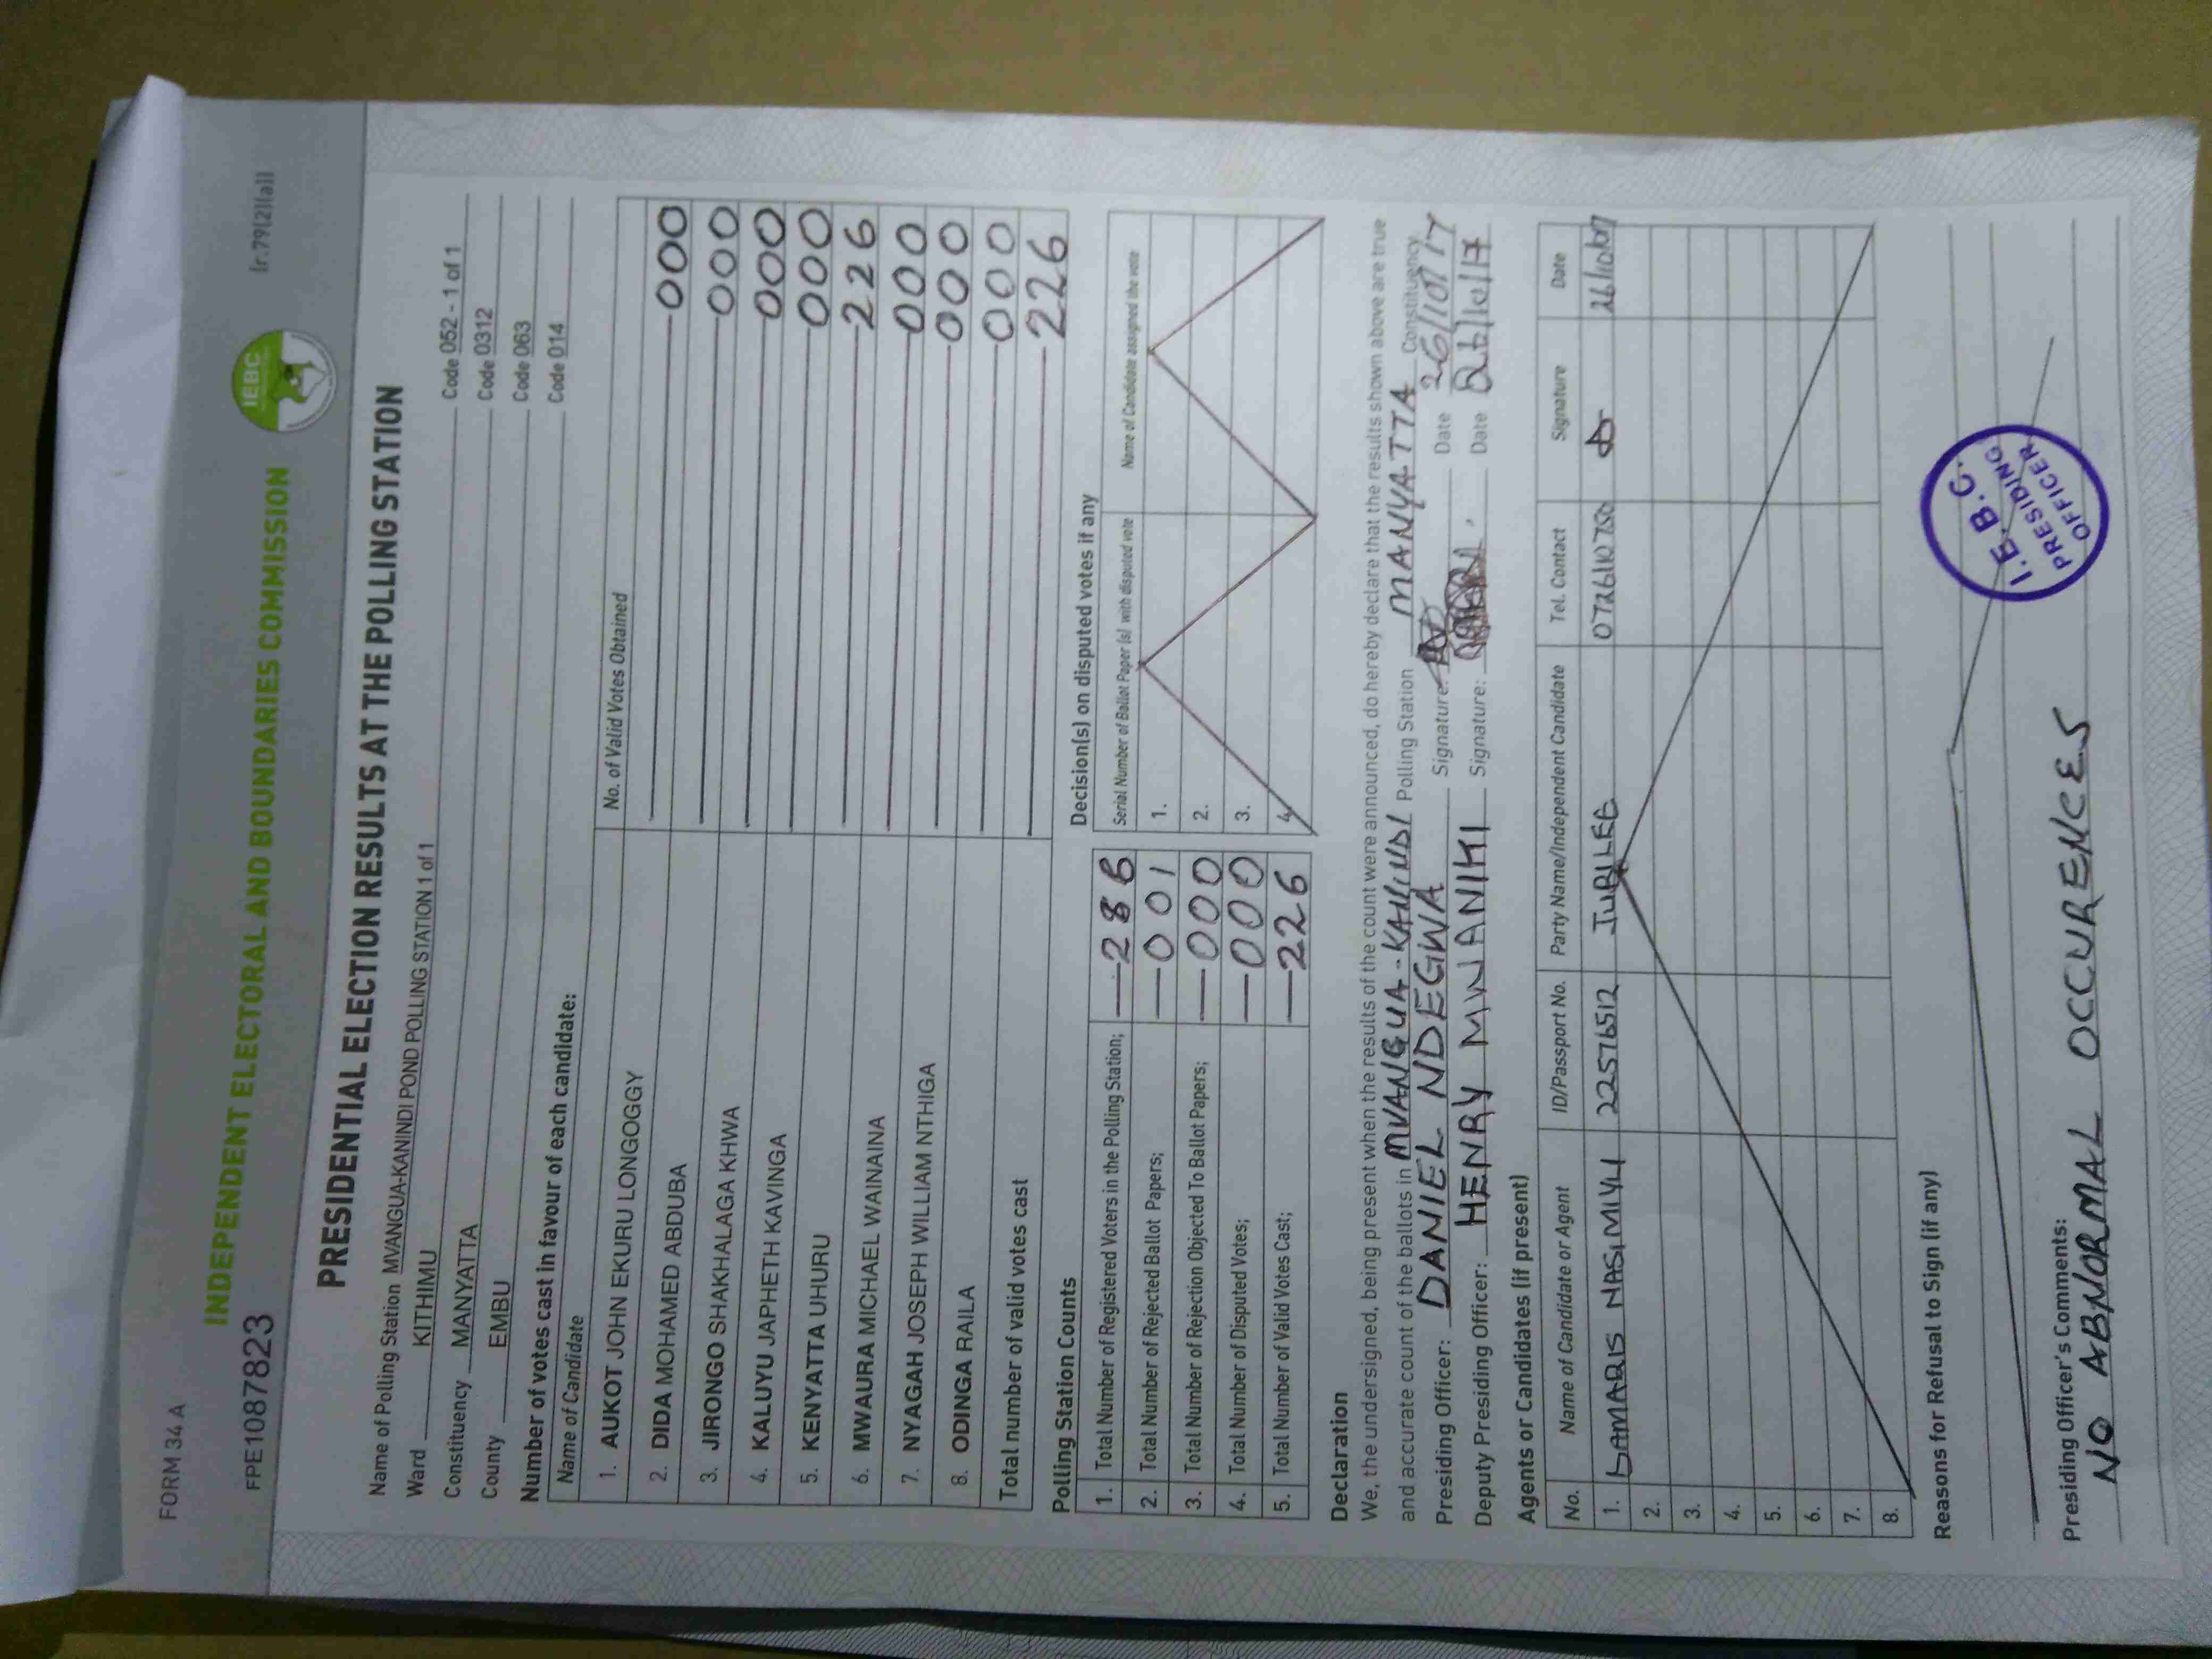 FORM 34 A
INDEPENDENT ELECTORAL AND BOUNDARIES COMMISSION
IEBC
(r.79(2)(a))
FPE1087823
PRESIDENTIAL ELECTION RESULTS AT THE POLLING STATION
Name of Polling Station MVANGUA-KANINDI POND POLLING STATION 1 of 1 Code 052 - 1 of 1
Ward KITHIMU Code 0312
Constituency MANYATTA Code 063
County EMBU Code 014
Number of votes cast in favour of each candidate:
Name of Candidate No. of Valid Votes Obtained
1. AUKOT JOHN EKURU LONGOGGY 000
2. DIDA MOHAMED ABDUBA 000
3. JIRONGO SHAKHALAGA KHWA 000
4. KALUYU JAPHETH KAVINGA 000
5. KENYATTA UHURU 226
6. MWAURA MICHAEL WAINAINA 000
7. NYAGAH JOSEPH WILLIAM NTHIGA 000
8. ODINGA RAILA 000
Total number of valid votes cast 226
Polling Station Counts
1. Total Number of Registered Voters in the Polling Station; 286
2. Total Number of Rejected Ballot Papers; 001
3. Total Number of Rejection Objected To Ballot Papers; 000
4. Total Number of Disputed Votes; 000
5. Total Number of Valid Votes Cast; 226
Decision(s) on disputed votes if any
Serial Number of Ballot Paper (s) with disputed vote Name of Candidate assigned the vote
1.
2.
3.
4.
Declaration
We, the undersigned, being present when the results of the count were announced, do hereby declare that the results shown above are true
and accurate count of the ballots in MVANGUA-KANINDI Polling Station MANYATTA Constituency.
Presiding Officer: DANIEL NDEGWA Signature: Date 26/10/17
Deputy Presiding Officer: HENRY MWANIKI Signature: Date 26/10/17
Agents or Candidates (if present)
No. Name of Candidate or Agent ID/Passport No. Party Name/Independent Candidate Tel. Contact Signature Date
1. DAMARIS 22576512 JUBILEE 0726110750
2.
3.
4.
5.
6.
7.
8.
Reasons for Refusal to Sign (if any)
I.E.B.C.
PRESIDING
OFFICER
Presiding Officer's Comments:
NO ABNORMAL OCCURENCES